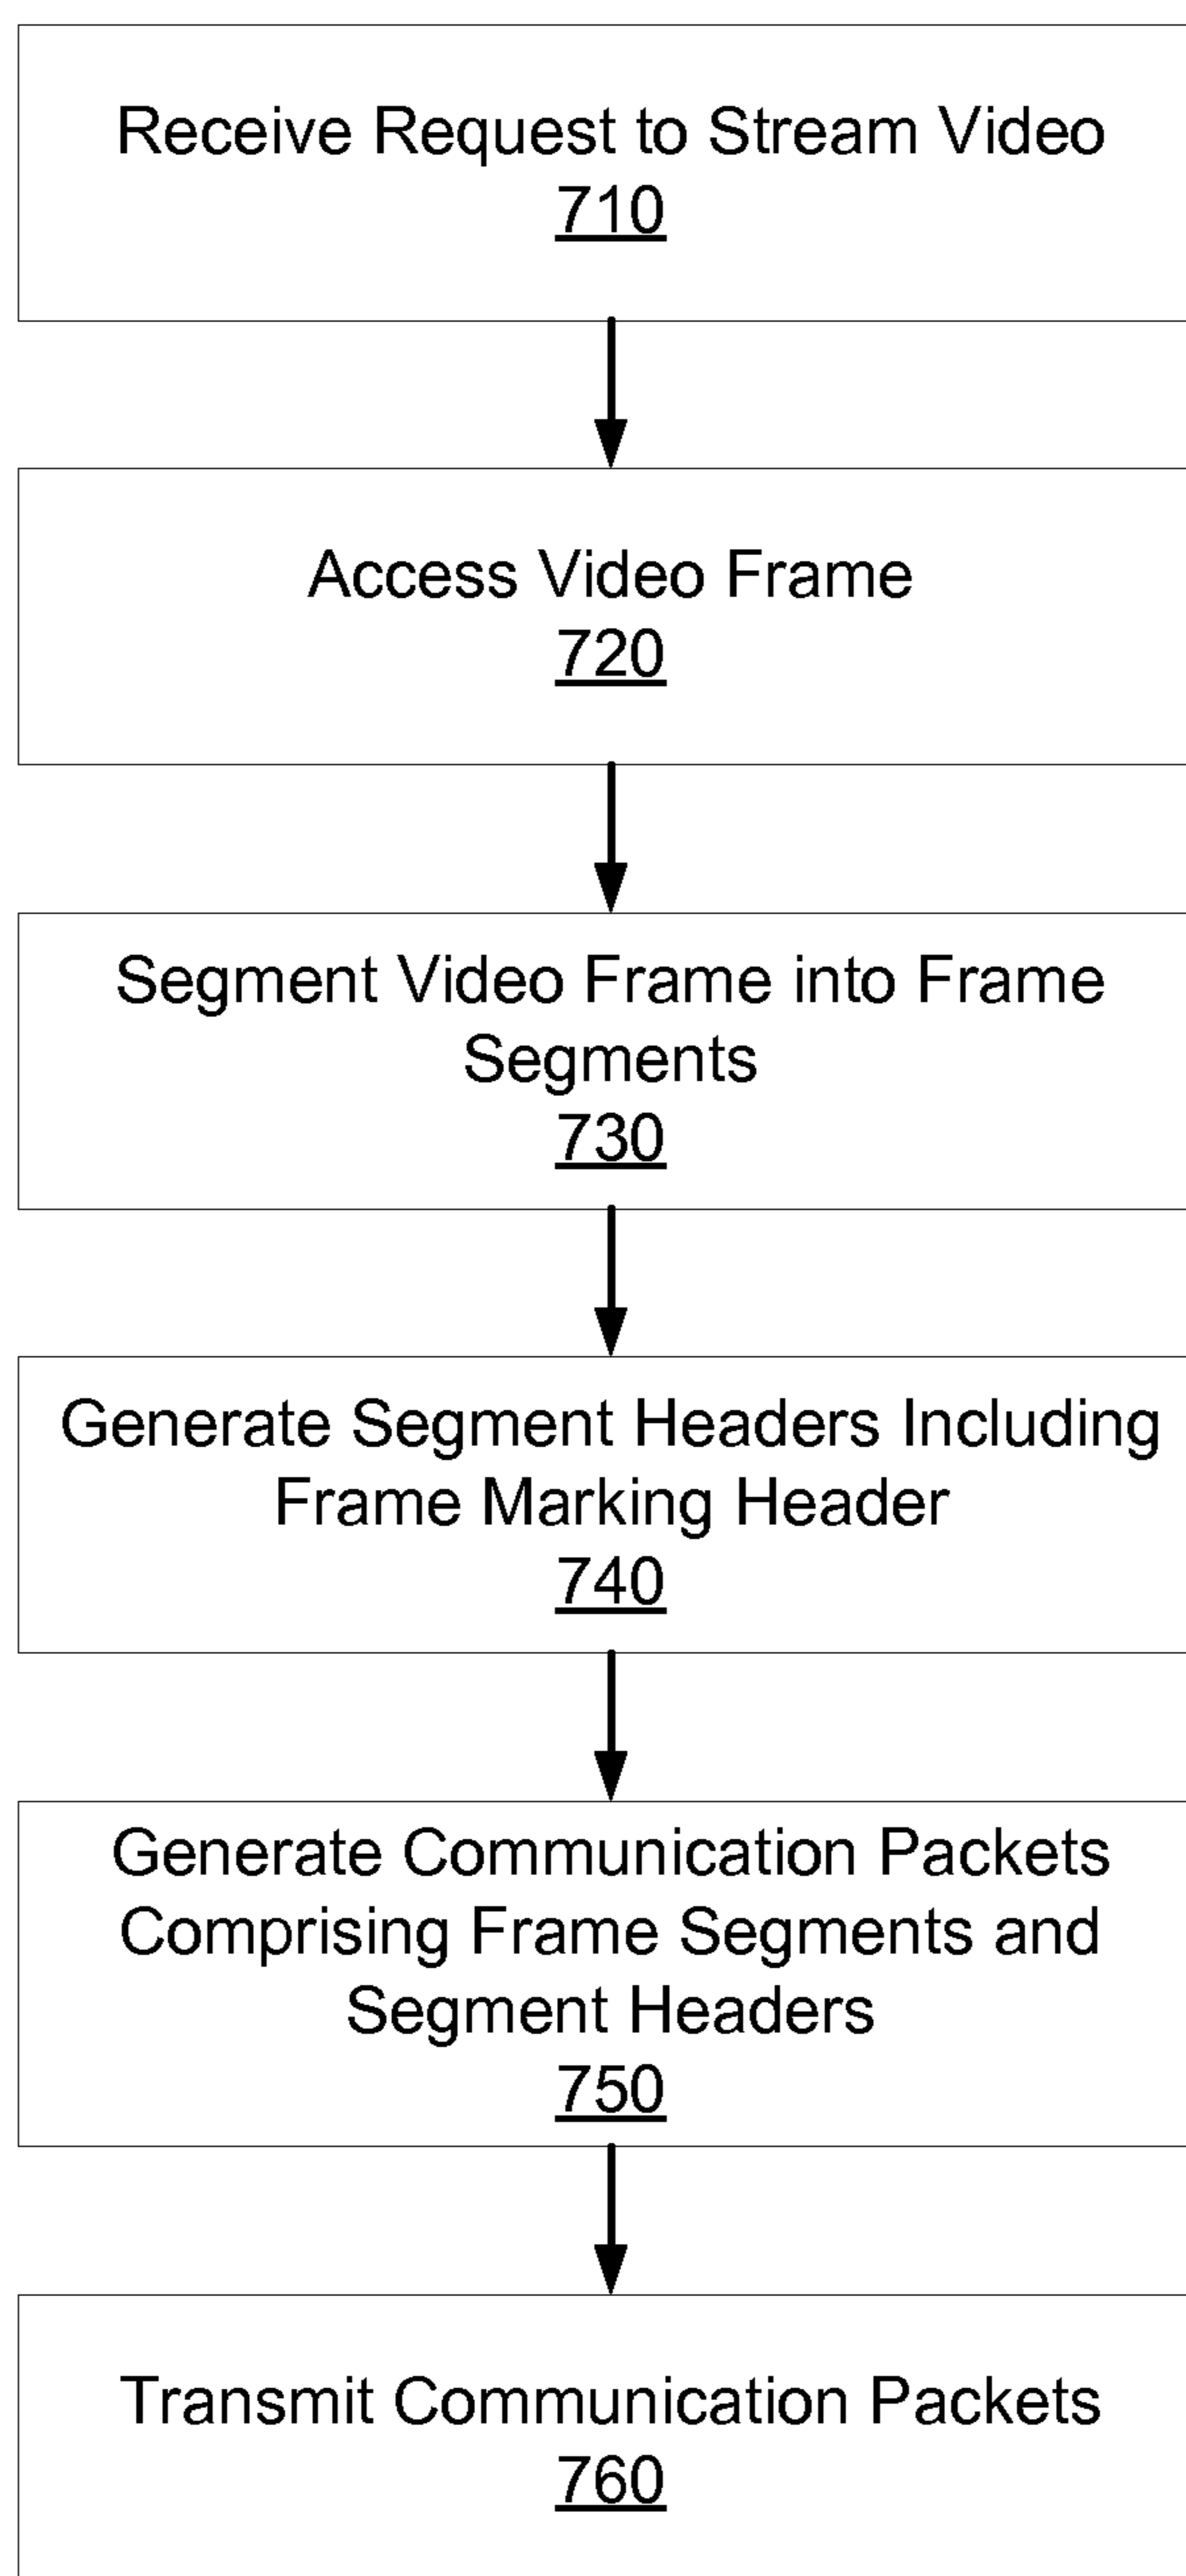 Receive Request to Stream Video
710
Access Video Frame
720
Segment Video Frame into Frame
Segments
730
Generate Segment Headers Including
Frame Marking Header
740
Generate Communication Packets
Comprising Frame Segments and
Segment Headers
750
Transmit Communication Packets
760